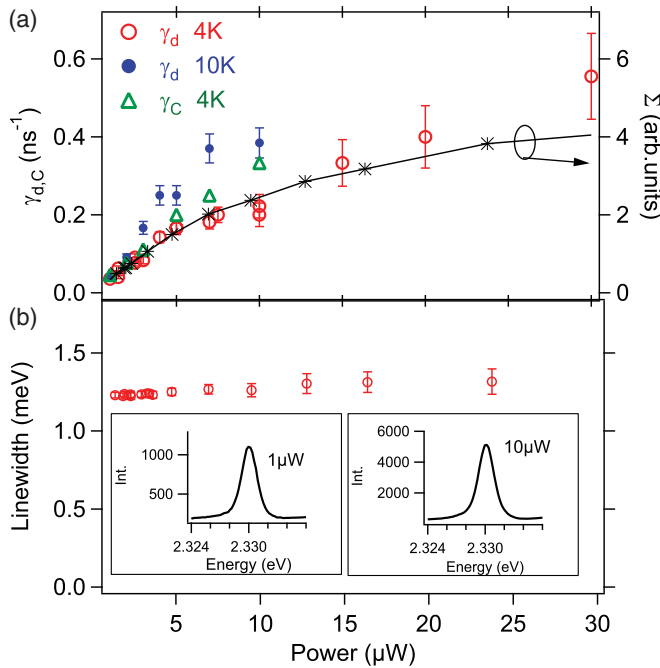 (a)
γd 4K
γd 10K
γC 4K
0.6
0.4
0.2
0.0
γd,C (ns⁻¹)
6
4
2
0
Σ (arb.units)
(b)
1.5
1.0
0.0
Linewidth (meV)
1µW
1000
500
Int.
2.324 2.330
Energy (eV)
10µW
6000
4000
2000
Int.
2.324 2.330
Energy (eV)
5 10 15 20 25 30
Power (µW)